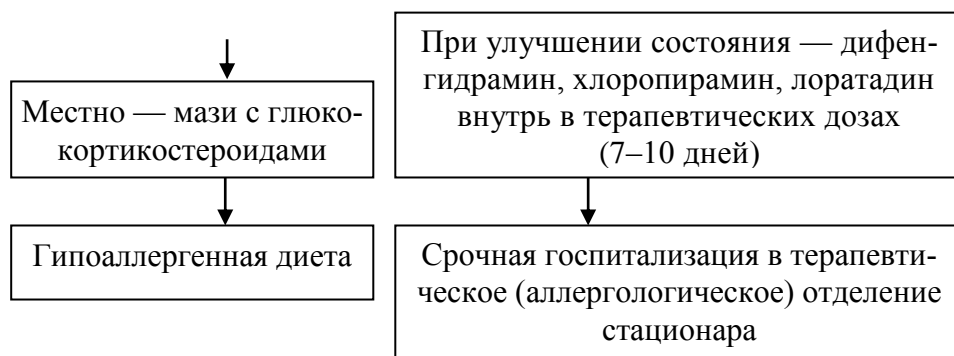 Местно — мази с глюко-
кортикостероидами
Гипоаллергенная диета
При улучшении состояния — дифен-
гидрамин, хлоропирамин, лоратадин
внутрь в терапевтических дозах
(7–10 дней)
Срочная госпитализация в терапевти-
ческое (аллергологическое) отделение
стационара